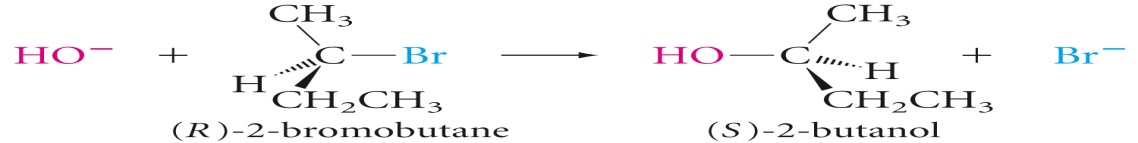 CH₃ CH₃
HO⁻ + C—Br ⟶ HO—C + Br⁻
H H
CH₂CH₃ CH₂CH₃
(R)-2-bromobutane (S)-2-butanol